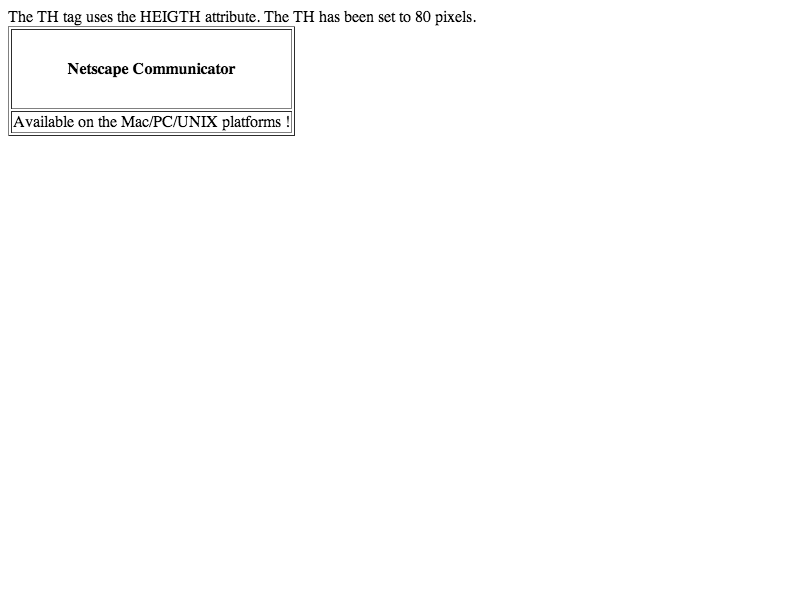 The TH tag uses the HEIGTH attribute. The TH has been set to 80 pixels.
Netscape Communicator
Available on the Mac/PC/UNIX platforms !